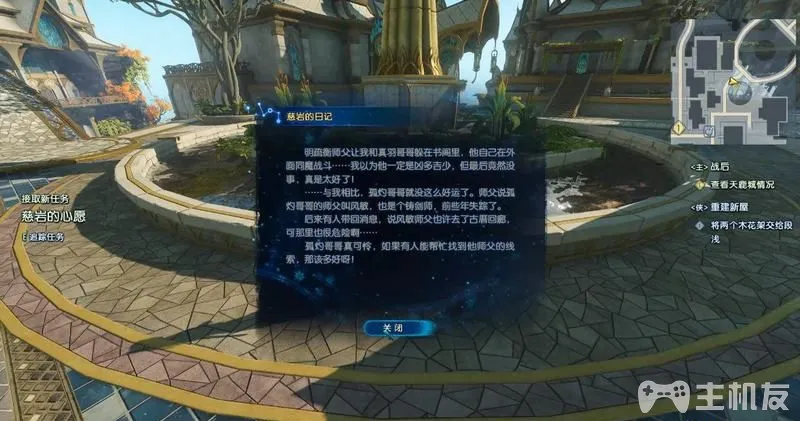 慈岩的日记
明疏衡师父让我和真羽哥哥躲在书阁里，他自己在外
面同魔战斗……我以为他一定是凶多吉少，但最后竟然没
事，真是太好了！
……与我相比，孤灼哥哥就没这么好运了。师父说孤
灼哥哥的师父叫风敏，也是个铸剑师，前些年失踪了。
后来有人带回消息，说风敏师父也许去了古厝回廊，
可那里也很危险啊……
孤灼哥哥真可怜，如果有人能帮忙找到他师父的线
索，那该多好呀！
关闭
接取新任务
慈岩的心愿
E 追踪任务
<主>战后
查看天鹿城情况
<侠>重建新屋
将两个木花架交给段
浅
主机友